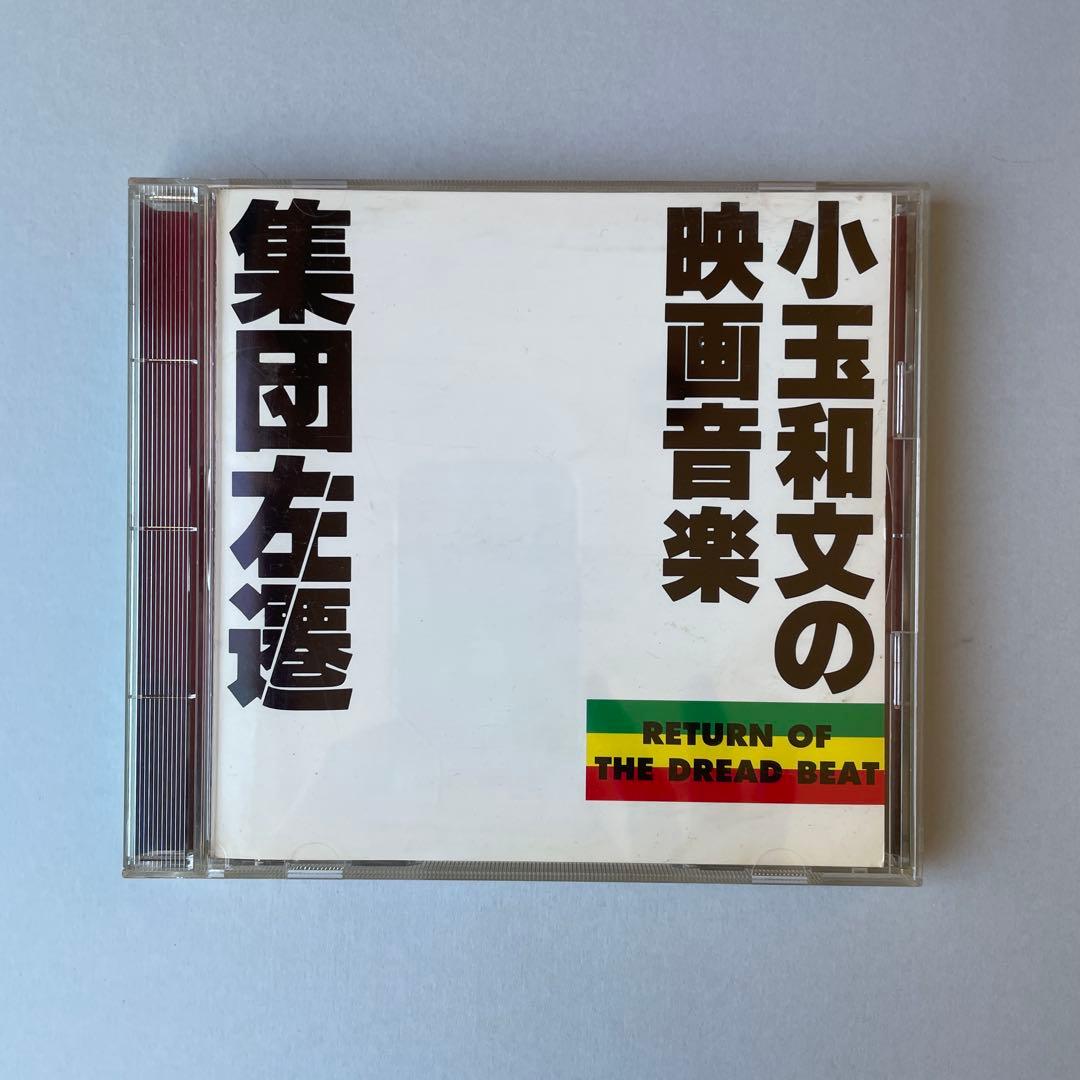 小玉和文の
映画音楽
集団左遷
RETURN OF
THE DREAD BEAT